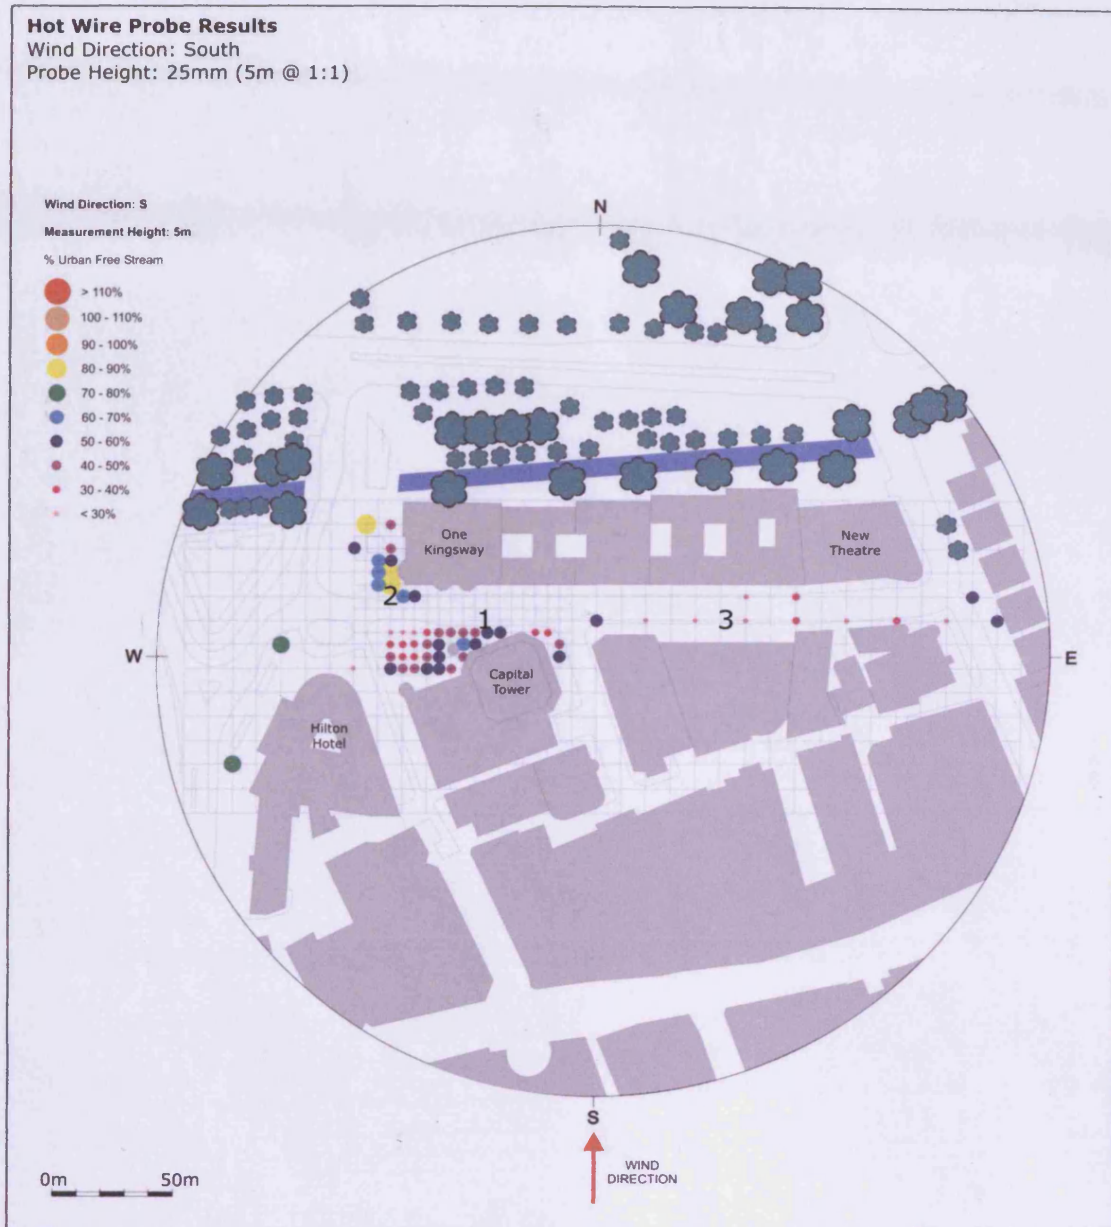 Hot Wire Probe Results
Wind Direction: South
Probe Height: 25mm (5m @ 1:1)
Wind Direction: S
Measurement Height: 5m
% Urban Free Stream
> 110%
100 - 110%
90 - 100%
80 - 90%
70 - 80%
60 - 70%
50 - 60%
40 - 50%
30 - 40%
< 30%
N
One
Kingsway
New
Theatre
2
1
3
W
E
Capital
Tower
Hilton
Hotel
S
WIND
DIRECTION
0m
50m